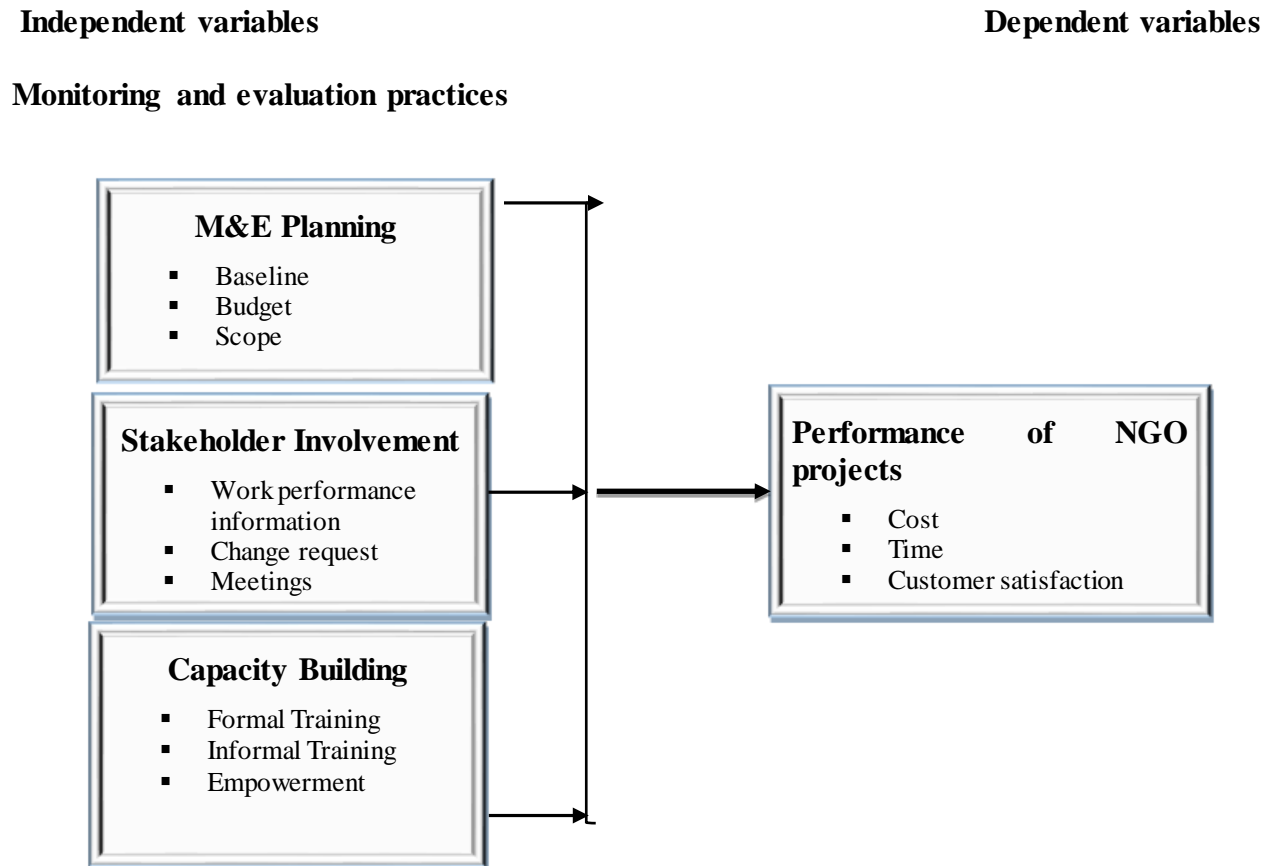 Independent variables
Dependent variables
Monitoring and evaluation practices
M&E Planning
▪ Baseline
▪ Budget
▪ Scope
Stakeholder Involvement
▪ Work performance
information
▪ Change request
▪ Meetings
Capacity Building
▪ Formal Training
▪ Informal Training
▪ Empowerment
Performance of NGO
projects
▪ Cost
▪ Time
▪ Customer satisfaction